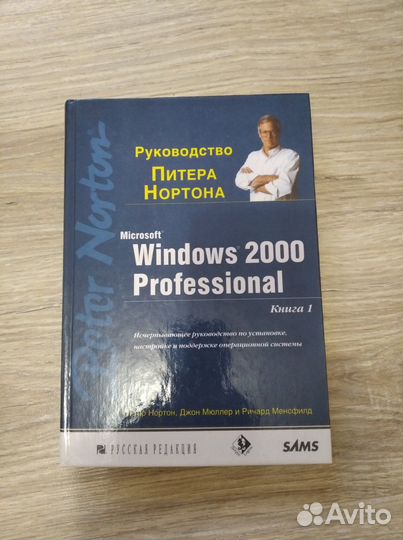 Peter Norton
Руководство
Питера
Нортона
Microsoft
Windows 2000
Professional
Книга 1
Исчерпывающее руководство по установке,
настройке и поддержке операционной системы
Нортон, Джон Мюллер и Ричард Менсфилд
РУССКАЯ РЕДАКЦИЯ
SAMS
Avito